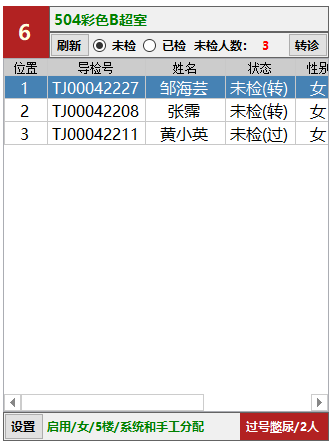 6
504彩色B超室
刷新 未检 已检 未检人数: 3 转诊
位置 导检号 姓名 状态 性别
1 TJ00042227 邹海芸 未检(转) 女
2 TJ00042208 张霈 未检(转) 女
3 TJ00042211 黄小英 未检(过) 女
设置 启用/女/5楼/系统和手工分配 过号憋尿/2人